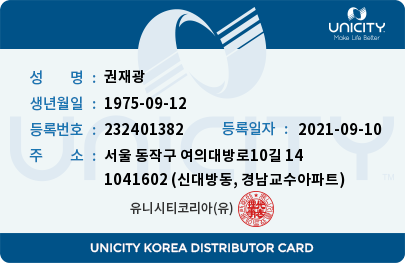 UNICITY
Make Life Better
성 명 : 권재광
생년월일 : 1975-09-12
등록번호 : 232401382 등록일자 : 2021-09-10
UNICITY
주 소 : 서울 동작구 여의대방로10길 14
1041602 (신대방동, 경남교수아파트)
유니시티코리아(유)
UNICITY KOREA DISTRIBUTOR CARD